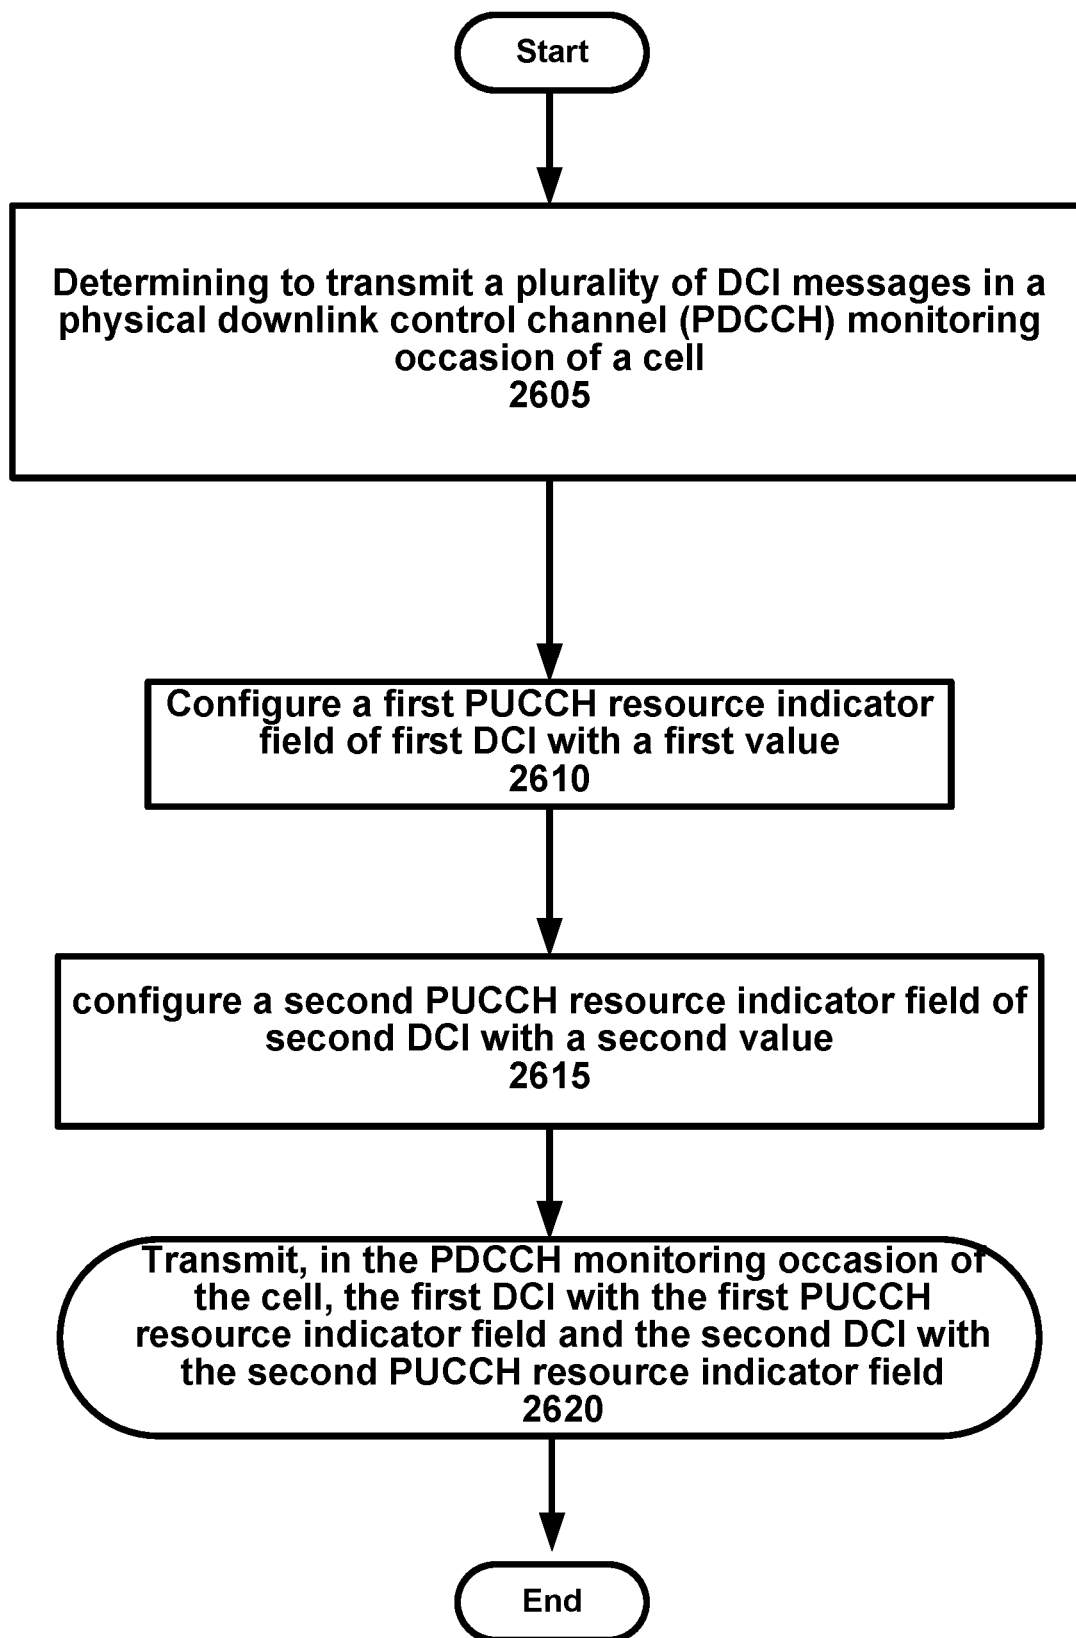 Start
Determining to transmit a plurality of DCI messages in a
physical downlink control channel (PDCCH) monitoring
occasion of a cell
2605
Configure a first PUCCH resource indicator
field of first DCI with a first value
2610
configure a second PUCCH resource indicator field of
second DCI with a second value
2615
Transmit, in the PDCCH monitoring occasion of
the cell, the first DCI with the first PUCCH
resource indicator field and the second DCI with
the second PUCCH resource indicator field
2620
End